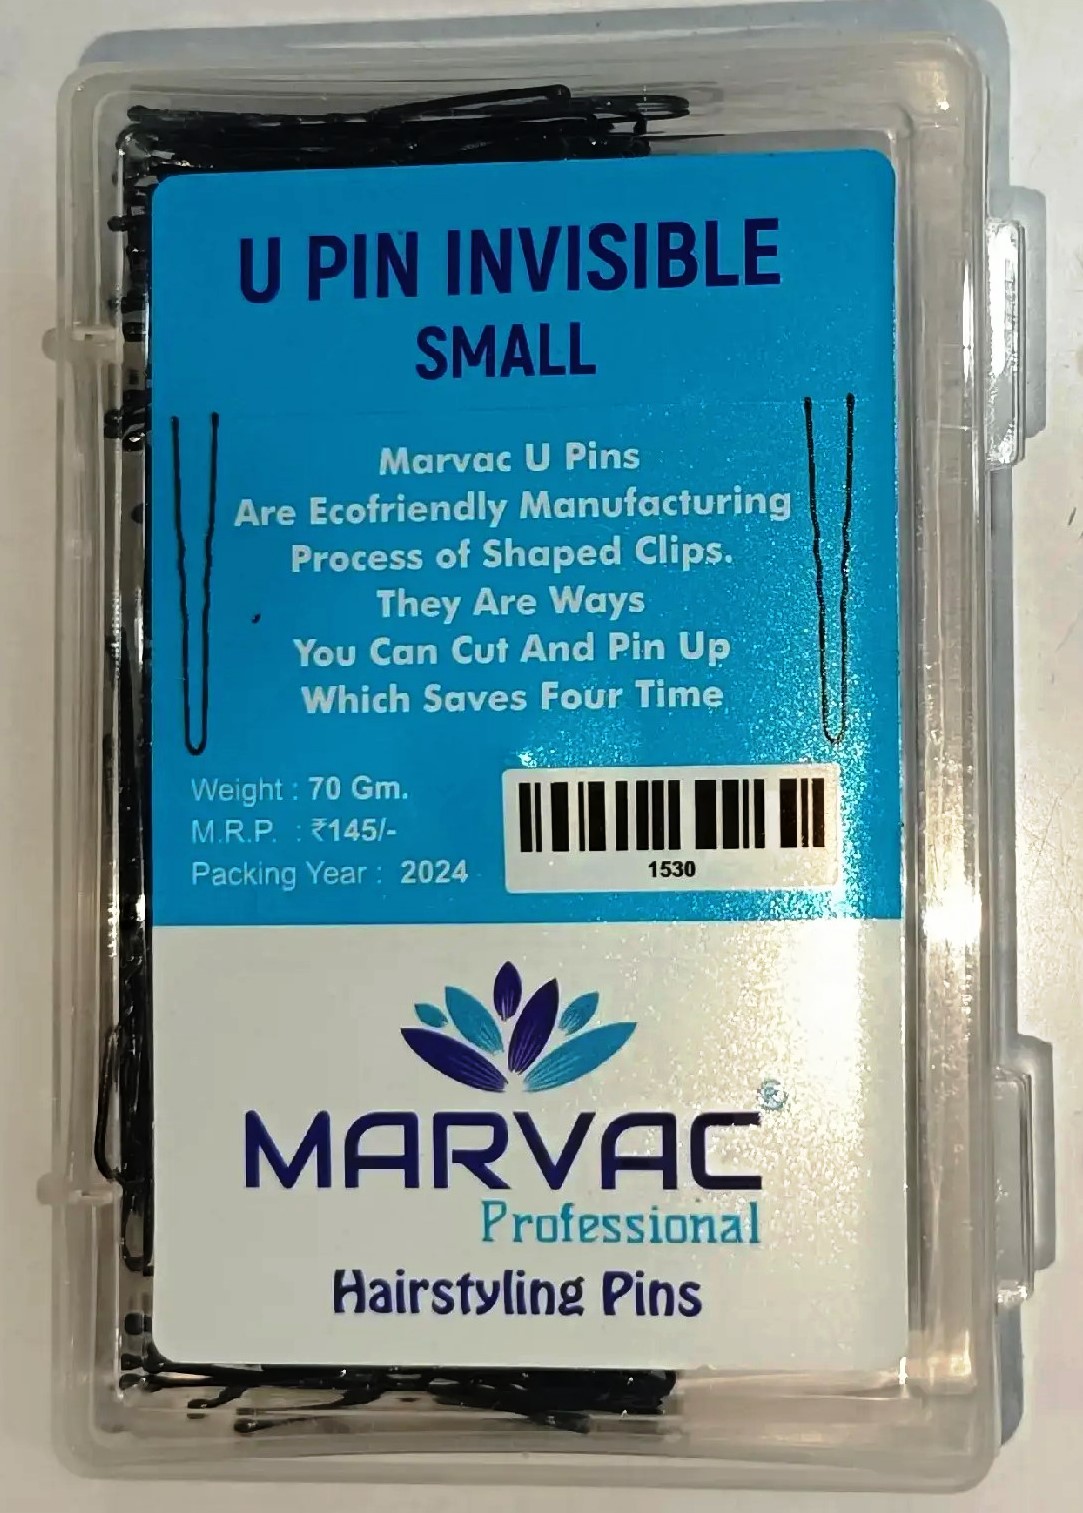 U PIN INVISIBLE
SMALL
Marvac U Pins
Are Ecofriendly Manufacturing
Process of Shaped Clips.
They Are Ways
You Can Cut And Pin Up
Which Saves Four Time
Weight : 70 Gm.
M.R.P. : ₹145/-
Packing Year : 2024
1530
MARVAC®
Professional
Hairstyling Pins